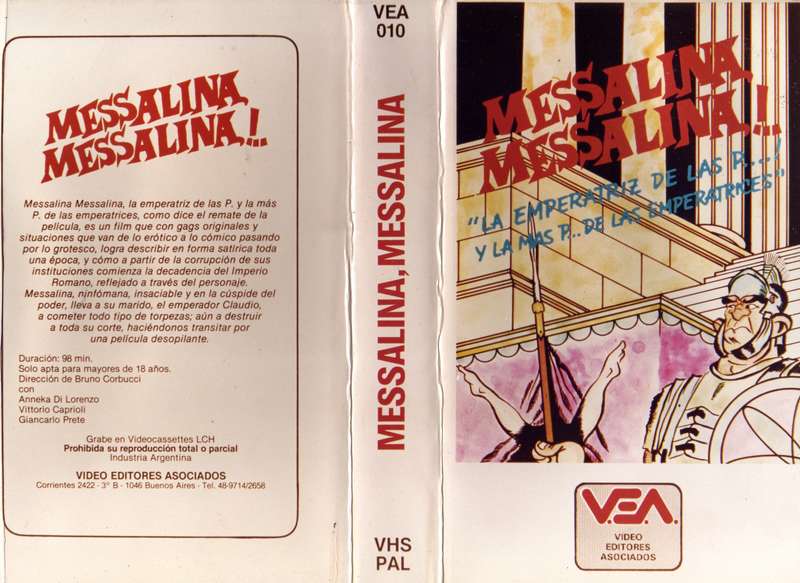 MESSALINA,
MESSALINA,!..
Messalina Messalina, la emperatriz de las P. y la más
P. de las emperatrices, como dice el remate de la
película, es un film que con gags originales y
situaciones que van de lo erótico a lo cómico pasando
por lo grotesco, logra describir en forma satírica toda
una época, y cómo a partir de la corrupción de sus
instituciones comienza la decadencia del Imperio
Romano, reflejado a través del personaje.
Messalina, ninfómana, insaciable y en la cúspide del
poder, lleva a su marido, el emperador Claudio,
a cometer todo tipo de torpezas; aún a destruir
a toda su corte, haciéndonos transitar por
una película desopilante.
Duración: 98 min.
Solo apta para mayores de 18 años.
Dirección de Bruno Corbucci
con
Anneka Di Lorenzo
Vittorio Caprioli
Giancarlo Prete
Grabe en Videocassettes LCH
Prohibida su reproducción total o parcial
Industria Argentina
VIDEO EDITORES ASOCIADOS
Corrientes 2422 - 3° B - 1046 Buenos Aires - Tel. 48-9714/2658
VEA
010
MESSALINA, MESSALINA
VHS
PAL
MESSALINA,
MESSALINA,!..
"LA EMPERATRIZ DE LAS P....!
Y LA MAS P... DE LAS EMPERATRICES"
V.E.A.
VIDEO
EDITORES
ASOCIADOS